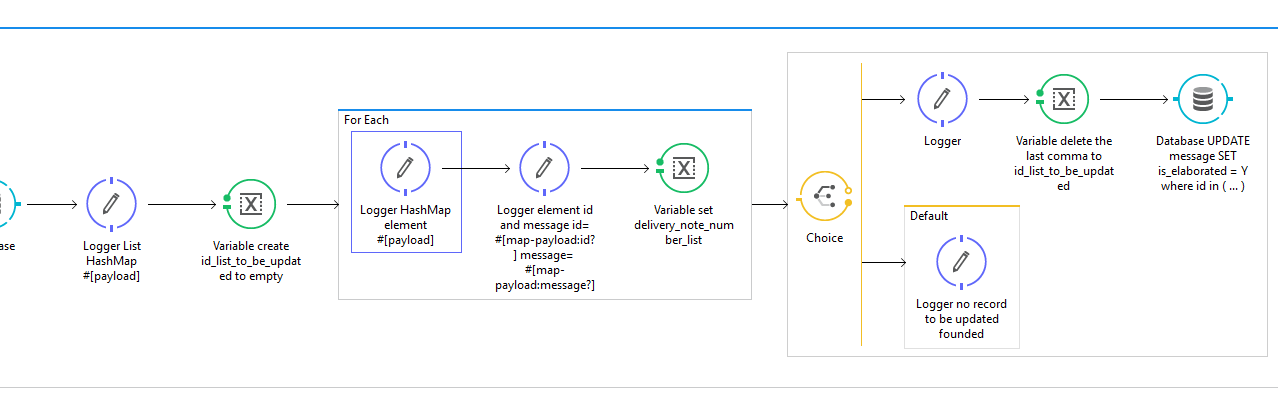 ase
Logger List
HashMap
#[payload]
Variable create
id_list_to_be_updat
ed to empty
For Each
Logger HashMap
element
#[payload]
Logger element id
and message id=
#[map-payload:id?
] message=
#[map-
payload:message?]
Variable set
delivery_note_num
ber_list
Choice
Logger
Variable delete the
last comma to
id_list_to_be_updat
ed
Database UPDATE
message SET
is_elaborated = Y
where id in ( ... )
Default
Logger no record
to be updated
founded